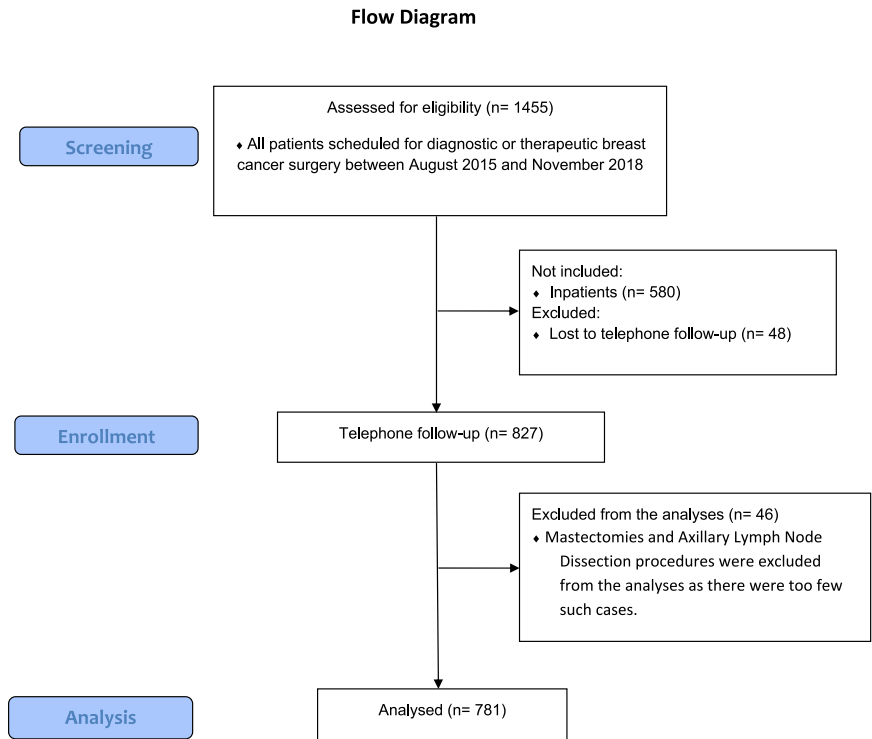 Flow Diagram
Screening
Assessed for eligibility (n= 1455)
♦ All patients scheduled for diagnostic or therapeutic breast
cancer surgery between August 2015 and November 2018
Not included:
♦ Inpatients (n= 580)
Excluded:
♦ Lost to telephone follow-up (n= 48)
Enrollment
Telephone follow-up (n= 827)
Excluded from the analyses (n= 46)
♦ Mastectomies and Axillary Lymph Node
Dissection procedures were excluded
from the analyses as there were too few
such cases.
Analysis
Analysed (n= 781)